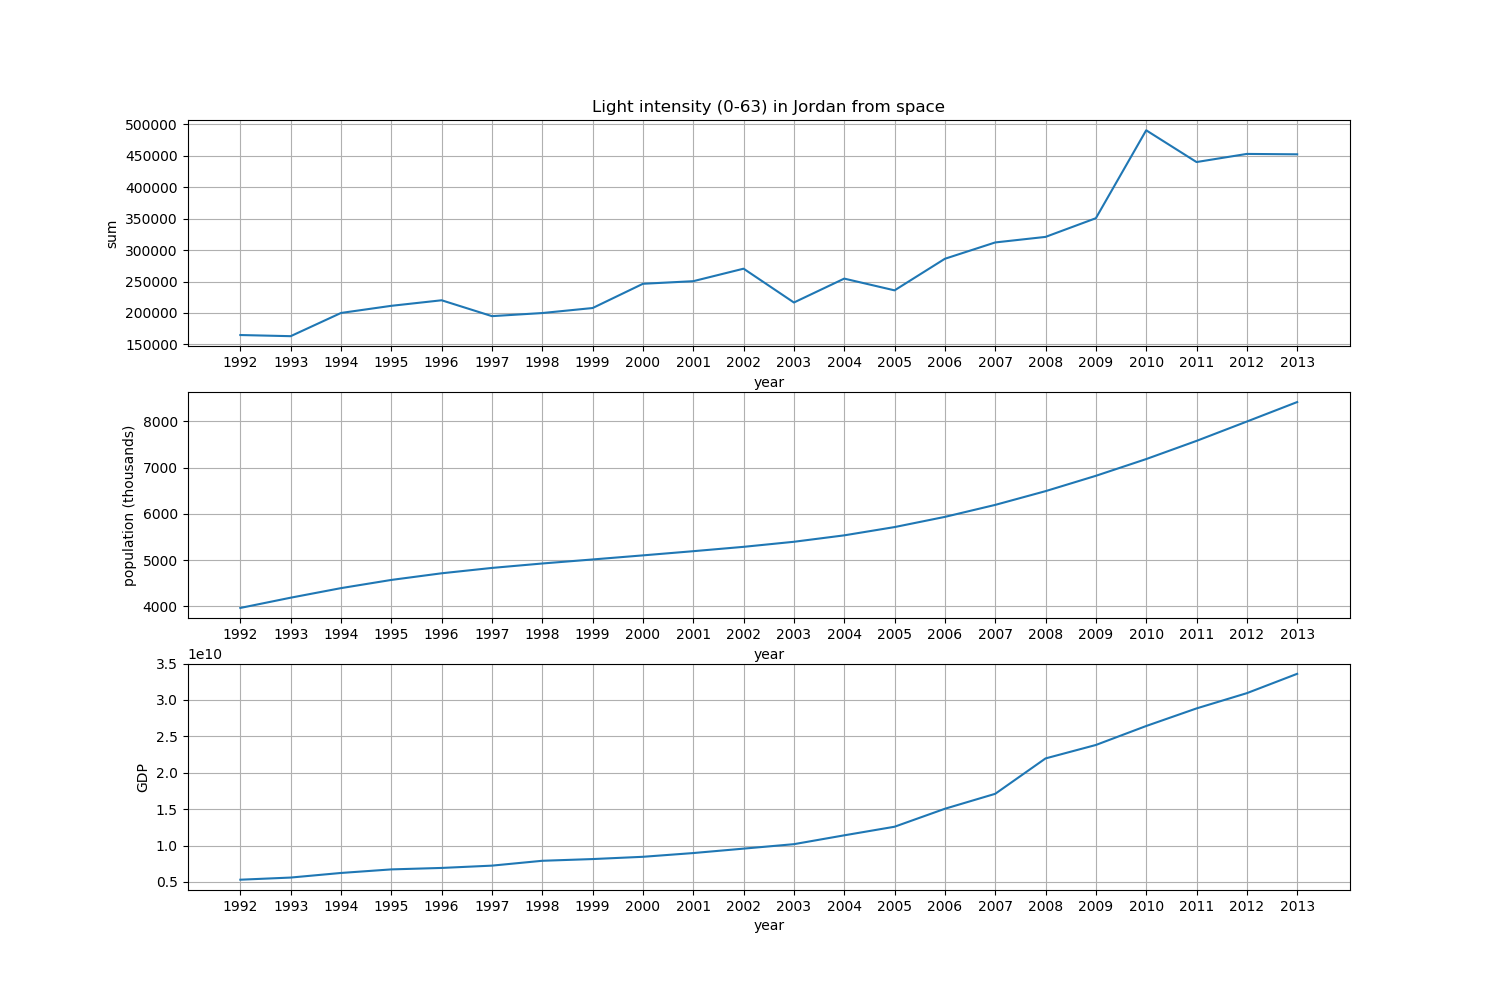 Light intensity (0-63) in Jordan from space
500000
450000
400000
350000
300000
250000
200000
150000
sum
1992 1993 1994 1995 1996 1997 1998 1999 2000 2001 2002 2003 2004 2005 2006 2007 2008 2009 2010 2011 2012 2013
year
8000
7000
6000
5000
4000
population (thousands)
1992 1993 1994 1995 1996 1997 1998 1999 2000 2001 2002 2003 2004 2005 2006 2007 2008 2009 2010 2011 2012 2013
year
1e10
3.5
3.0
2.5
2.0
1.5
1.0
0.5
GDP
1992 1993 1994 1995 1996 1997 1998 1999 2000 2001 2002 2003 2004 2005 2006 2007 2008 2009 2010 2011 2012 2013
year